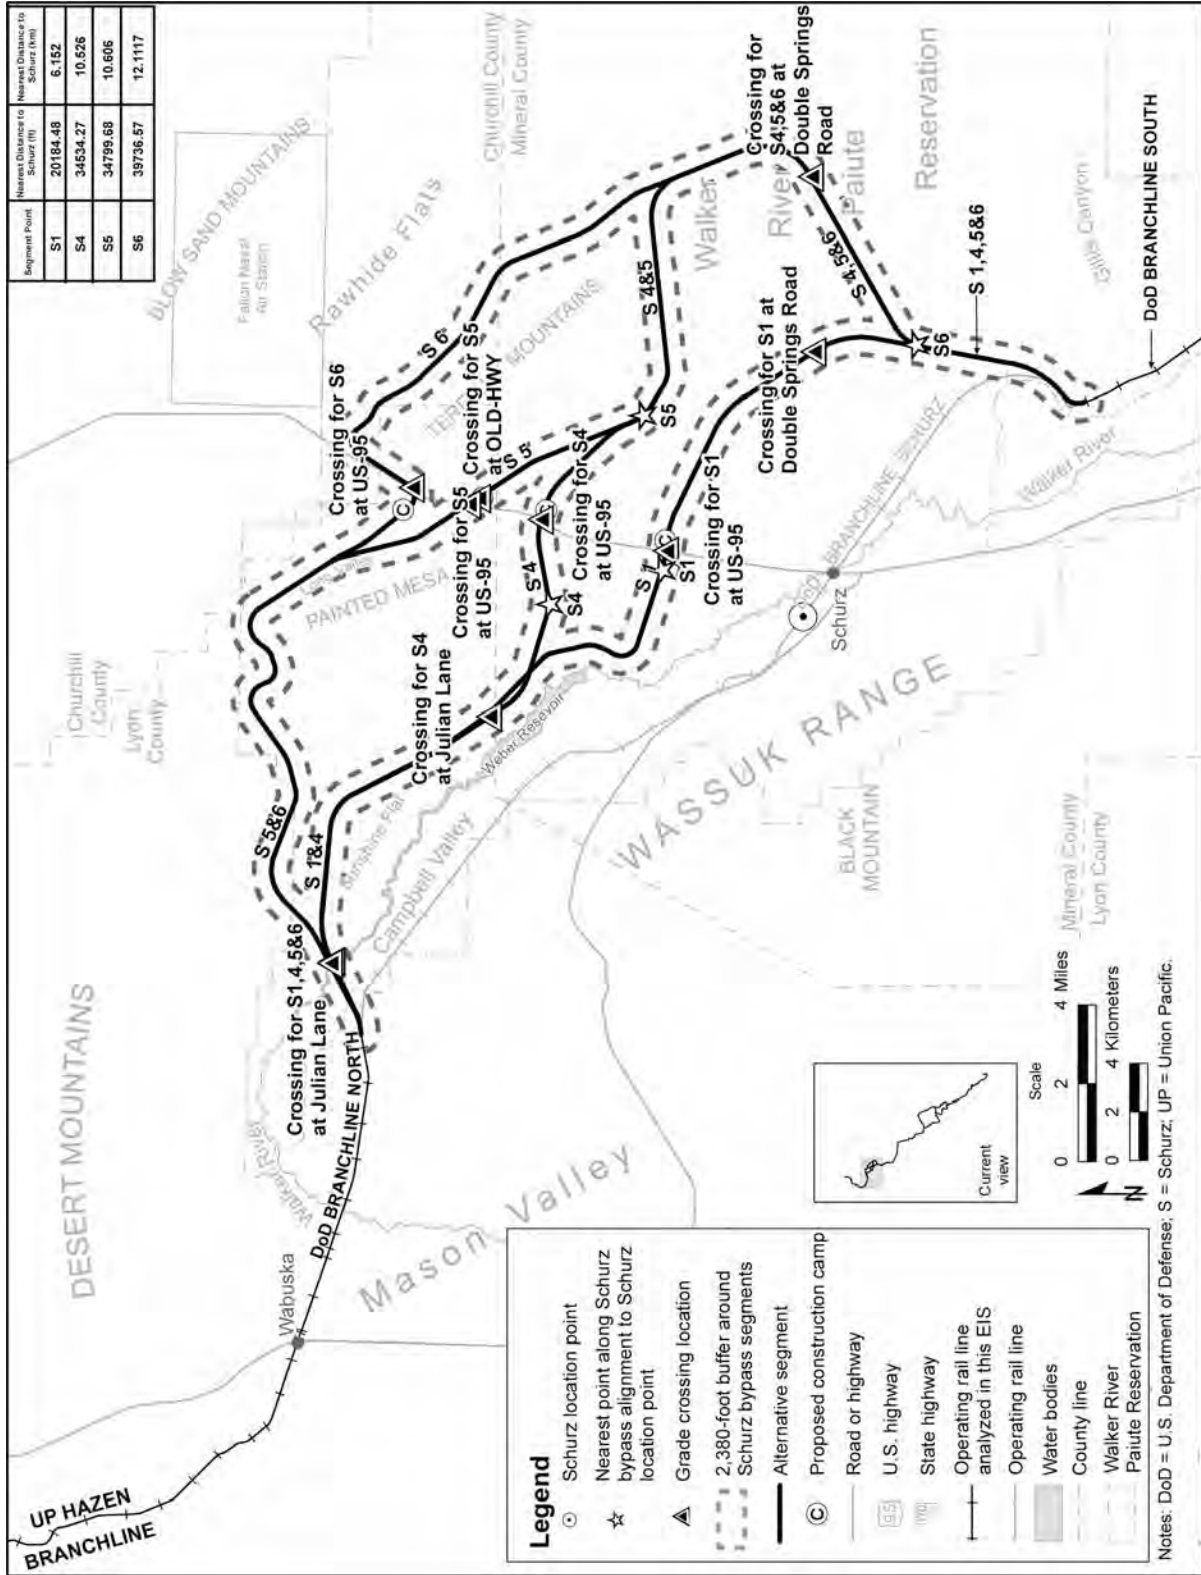 Segment Point
Nearest Distance to
Schurz (ft)
Nearest Distance to
Schurz (km)
S1 20184.48 6.152
S4 34534.27 10.526
S5 34799.68 10.606
S6 39736.57 12.1117
UP HAZEN
BRANCHLINE
DESERT MOUNTAINS
Wabuska
DoD BRANCHLINE NORTH
Walker River
Mason Valley
Churchill
County
Lyon
County
Crossing for S1,4,5&6
at Julian Lane
S 5&6
S 1&4
Sunshine Flat
Campbell Valley
Weber Resevoir
Crossing for S4
at Julian Lane
PAINTED MESA
Crossing for S6
at US-95
Crossing for S5
at US-95
Crossing for S5
at OLD-HWY
Crossing for S4
at US-95
Crossing for S1
at US-95
BLOW SAND MOUNTAINS
Fallon Naval
Air Station
Rawhide Flats
MOUNTAINS
Churchill County
Mineral County
S 6
S 5
S 4
S4
S 1
S1
S5
S 4&5
C
C
C
Walker
River
Paiute
Reservation
Crossing for
S4,5&6 at
Double Springs
Road
Crossing for S1 at
Double Springs Road
S 4,5&6
S6
S 1,4,5&6
DoD BRANCHLINE SOUTH
Gillis Canyon
Walker River
DOD BRANCHLINE SCHURZ
Schurz
WASSUK RANGE
BLACK
MOUNTAIN
Mineral County
Lyon County
Legend
Schurz location point
Nearest point along Schurz
bypass alignment to Schurz
location point
Grade crossing location
2,380-foot buffer around
Schurz bypass segments
Alternative segment
C Proposed construction camp
Road or highway
95 U.S. highway
State highway
Operating rail line
analyzed in this EIS
Operating rail line
Water bodies
County line
Walker River
Paiute Reservation
Current
view
Scale
0 2 4 Miles
0 2 4 Kilometers
N
Notes: DoD = U.S. Department of Defense; S = Schurz; UP = Union Pacific.